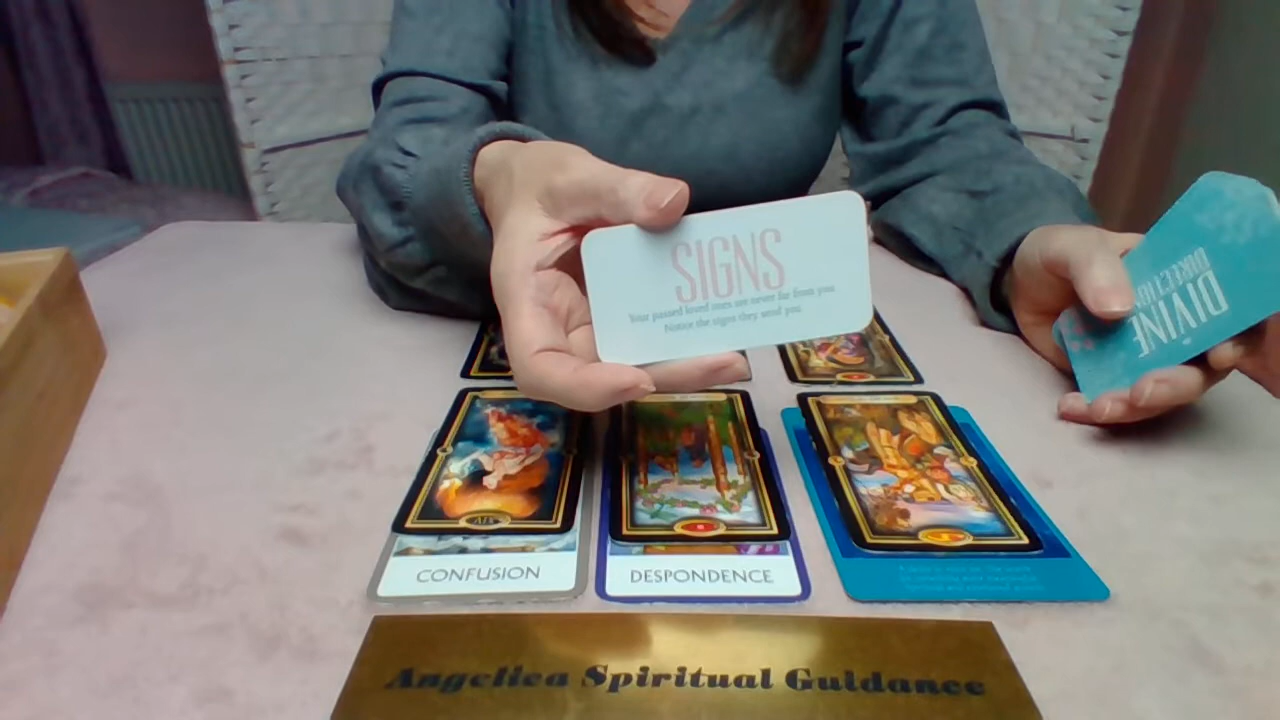 SIGNS
Your passed loved ones are never far from you.
Notice the signs they send you.
DIVINE
DIRECTION
CONFUSION
DESPONDENCE
Angelica Spiritual Guidance